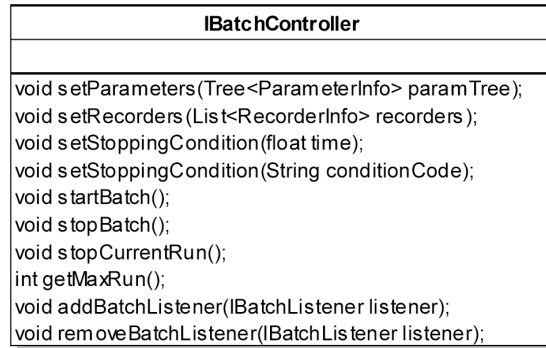 IBatchController
void setParameters(Tree<ParameterInfo> paramTree);
void setRecorders(List<RecorderInfo> recorders);
void setStoppingCondition(float time);
void setStoppingCondition(String conditionCode);
void startBatch();
void stopBatch();
void stopCurrentRun();
int getMaxRun();
void addBatchListener(IBatchListener listener);
void removeBatchListener(IBatchListener listener);